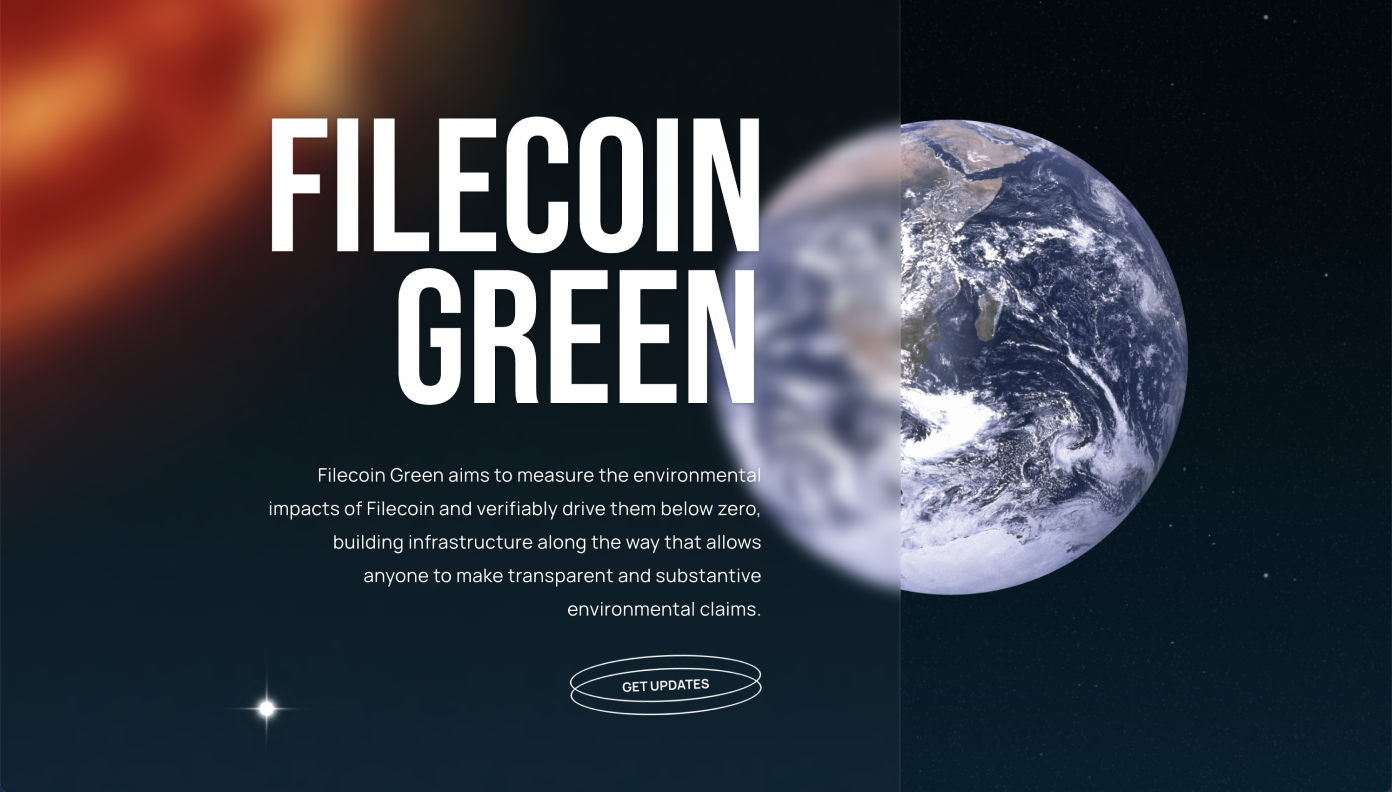 FILECOIN
GREEN
Filecoin Green aims to measure the environmental
impacts of Filecoin and verifiably drive them below zero,
building infrastructure along the way that allows
anyone to make transparent and substantive
environmental claims.
GET UPDATES